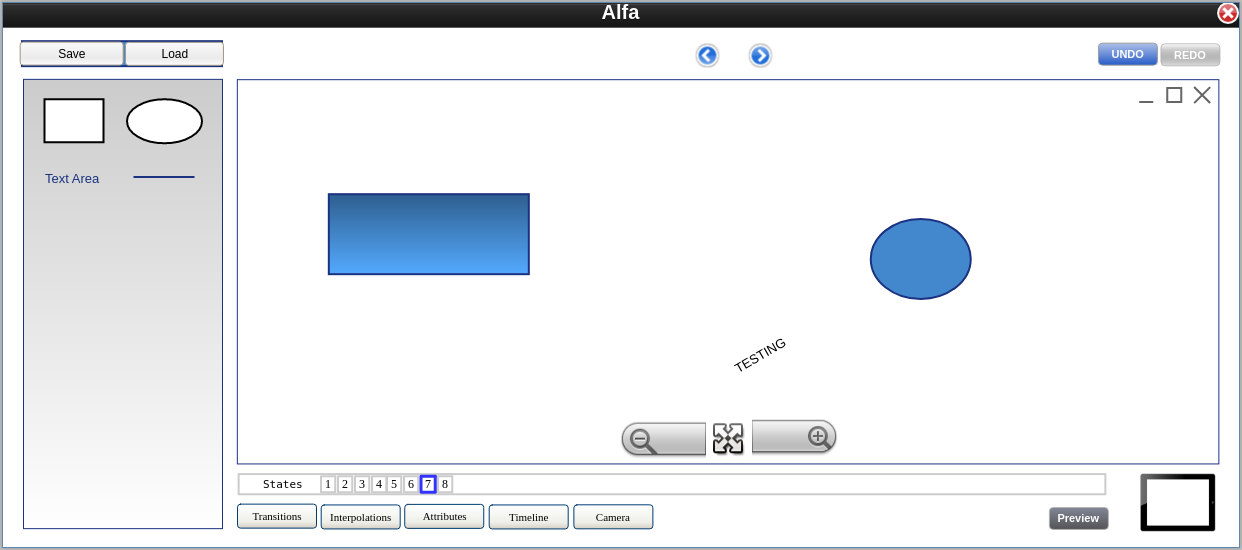 Alfa
Save Load UNDO REDO
Text Area
TESTING
States 1 2 3 4 5 6 7 8
Transitions Interpolations Attributes Timeline Camera Preview